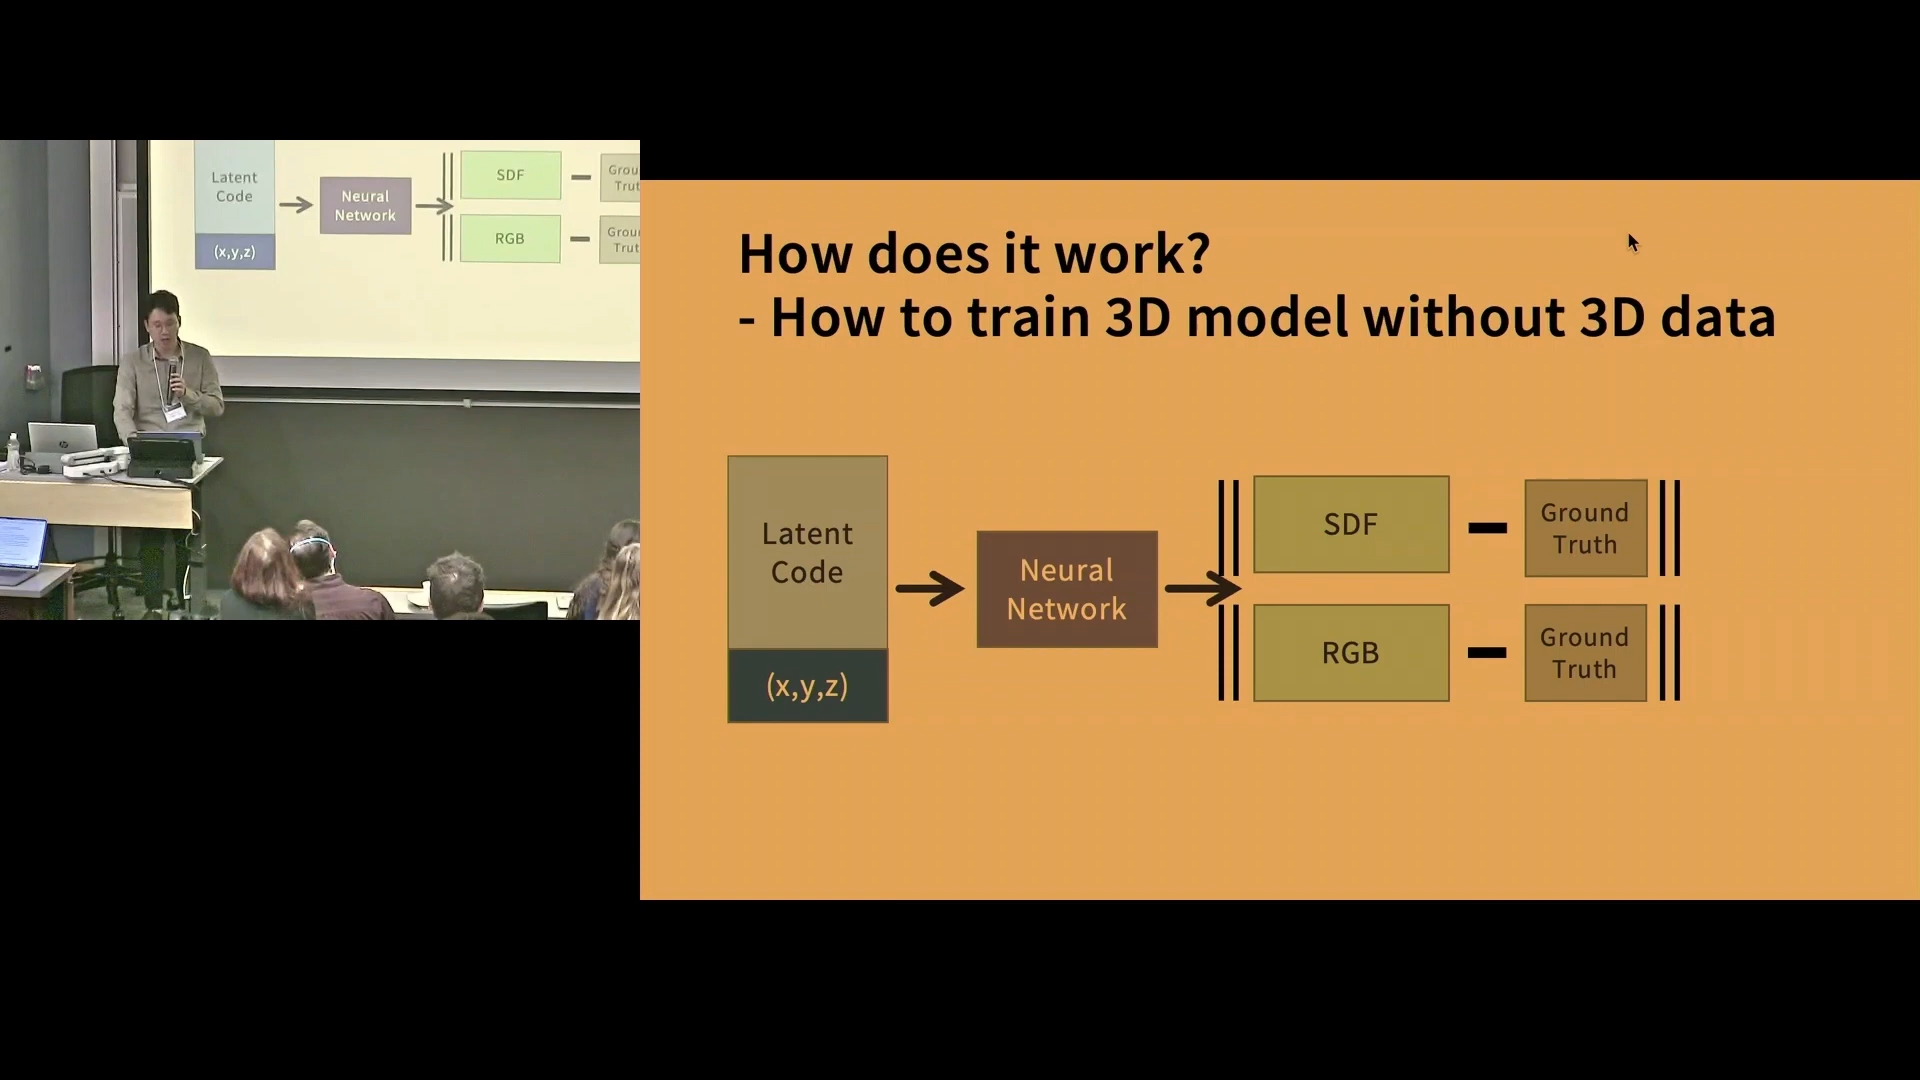 Latent
Code
(x,y,z)
Neural
Network
SDF
RGB
How does it work?
- How to train 3D model without 3D data
Latent
Code
(x,y,z)
Neural
Network
SDF
Ground
Truth
RGB
Ground
Truth